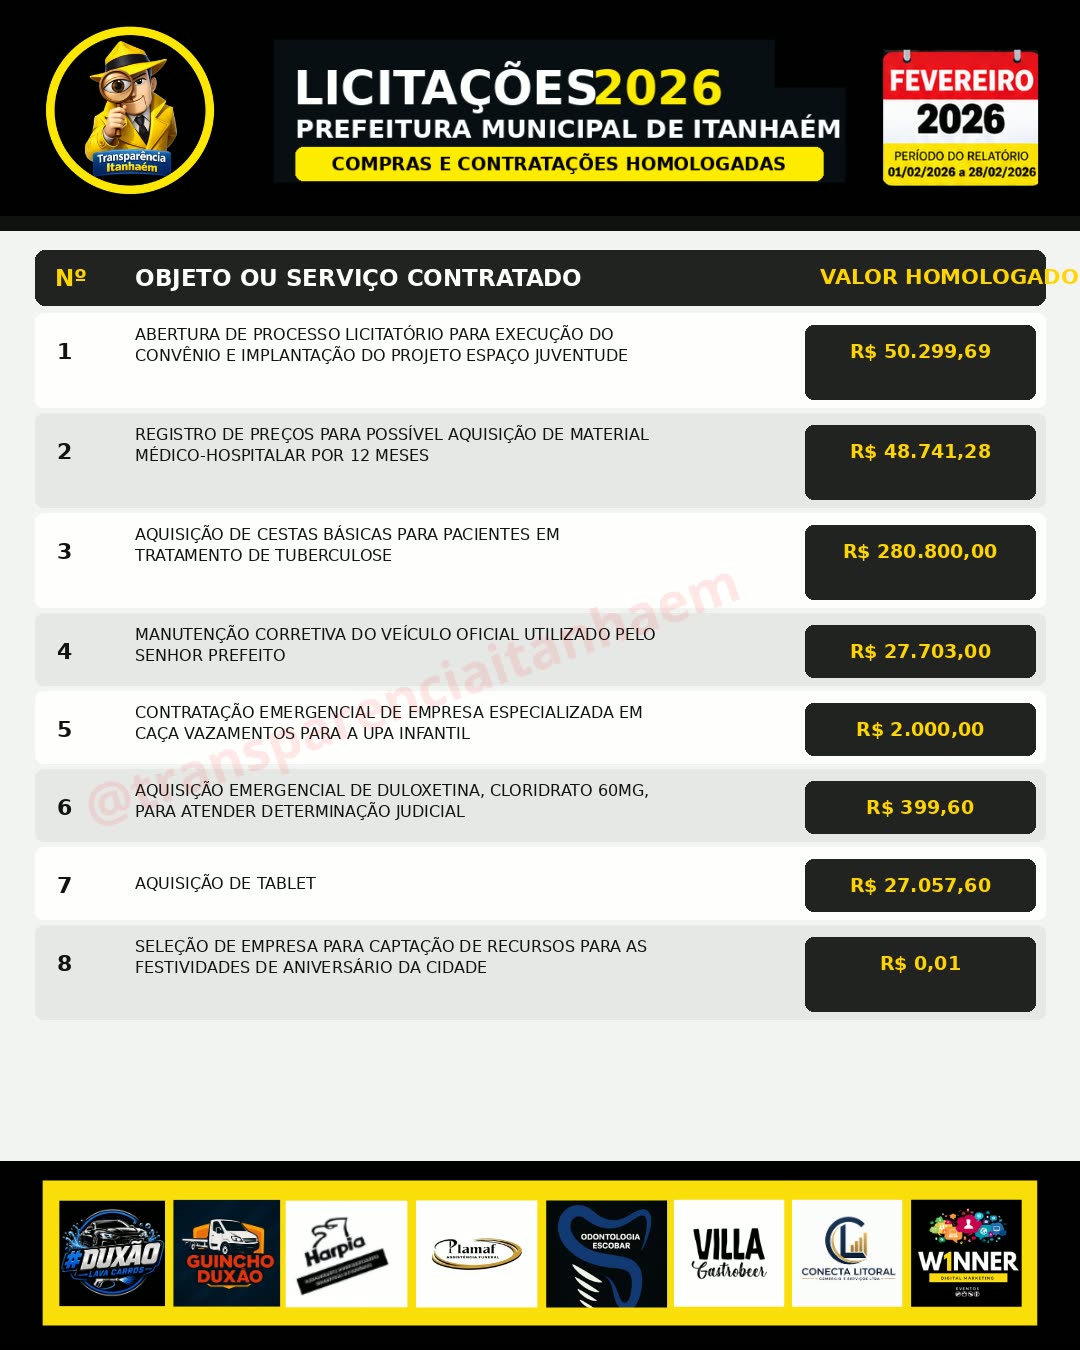 Transparência
Itanhaém
LICITAÇÕES2026
PREFEITURA MUNICIPAL DE ITANHAÉM
COMPRAS E CONTRATAÇÕES HOMOLOGADAS
FEVEREIRO
2026
PERÍODO DO RELATÓRIO
01/02/2026 a 28/02/2026
Nº OBJETO OU SERVIÇO CONTRATADO VALOR HOMOLOGADO
1 ABERTURA DE PROCESSO LICITATÓRIO PARA EXECUÇÃO DO
CONVÊNIO E IMPLANTAÇÃO DO PROJETO ESPAÇO JUVENTUDE
R$ 50.299,69
2 REGISTRO DE PREÇOS PARA POSSÍVEL AQUISIÇÃO DE MATERIAL
MÉDICO-HOSPITALAR POR 12 MESES
R$ 48.741,28
3 AQUISIÇÃO DE CESTAS BÁSICAS PARA PACIENTES EM
TRATAMENTO DE TUBERCULOSE
R$ 280.800,00
4 MANUTENÇÃO CORRETIVA DO VEÍCULO OFICIAL UTILIZADO PELO
SENHOR PREFEITO
R$ 27.703,00
5 CONTRATAÇÃO EMERGENCIAL DE EMPRESA ESPECIALIZADA EM
CAÇA VAZAMENTOS PARA A UPA INFANTIL
R$ 2.000,00
6 AQUISIÇÃO EMERGENCIAL DE DULOXETINA, CLORIDRATO 60MG,
PARA ATENDER DETERMINAÇÃO JUDICIAL
R$ 399,60
7 AQUISIÇÃO DE TABLET
R$ 27.057,60
8 SELEÇÃO DE EMPRESA PARA CAPTAÇÃO DE RECURSOS PARA AS
FESTIVIDADES DE ANIVERSÁRIO DA CIDADE
R$ 0,01
@transparenciaitanhaem
#DUXÃO
LAVA CARROS
GUINCHO
DUXÃO
Harpia
Plamaf
ASSISTÊNCIA FUNERAL
ODONTOLOGIA
ESCOBAR
VILLA
Gastrobeer
CONECTA LITORAL
COMÉRCIO E SERVIÇOS LTDA
W1NNER
DIGITAL MARKETING
EVENTOS